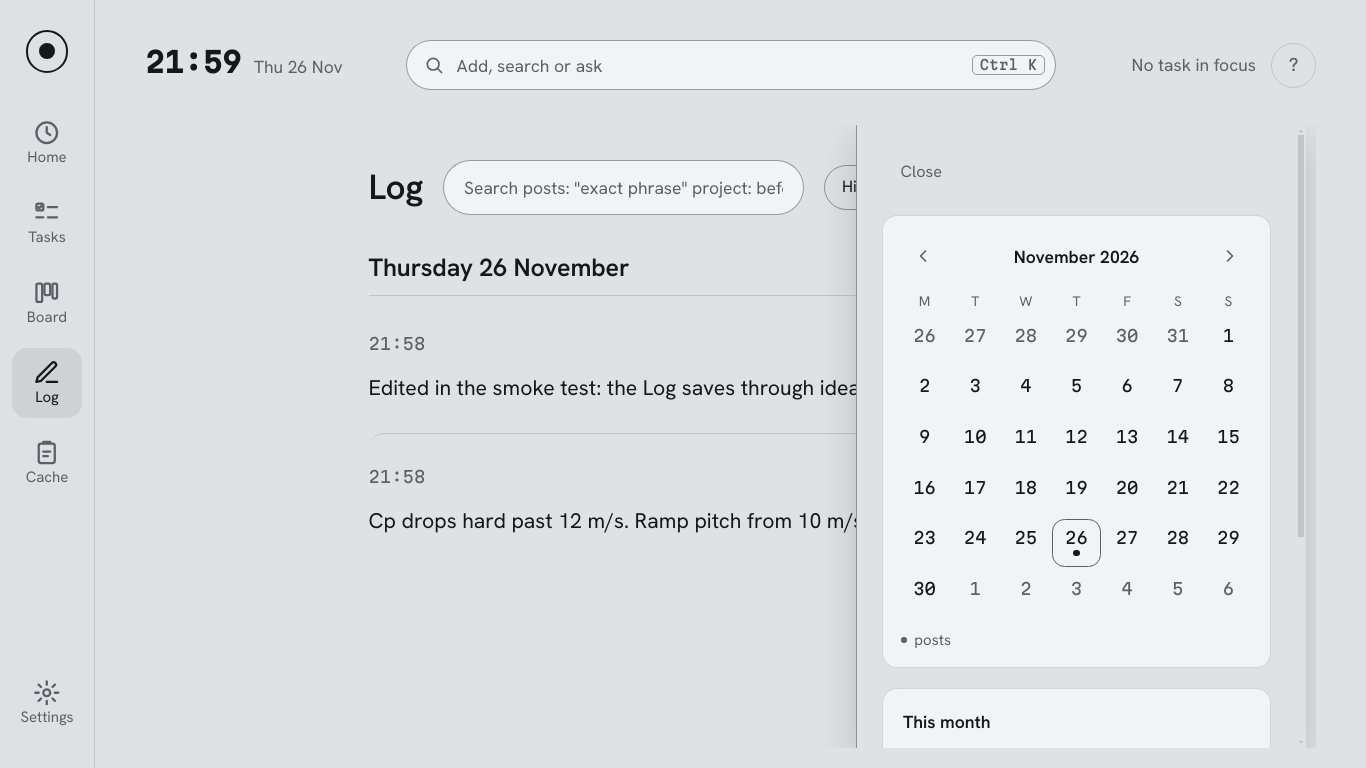 21:59 Thu 26 Nov
Add, search or ask
Ctrl K
No task in focus
?
Home
Tasks
Board
Log
Cache
Settings
Log
Search posts: "exact phrase" project: bef
Hi
Thursday 26 November
21:58
Edited in the smoke test: the Log saves through idea
21:58
Cp drops hard past 12 m/s. Ramp pitch from 10 m/s
Close
November 2026
M T W T F S S
26 27 28 29 30 31 1
2 3 4 5 6 7 8
9 10 11 12 13 14 15
16 17 18 19 20 21 22
23 24 25 26 27 28 29
30 1 2 3 4 5 6
posts
This month